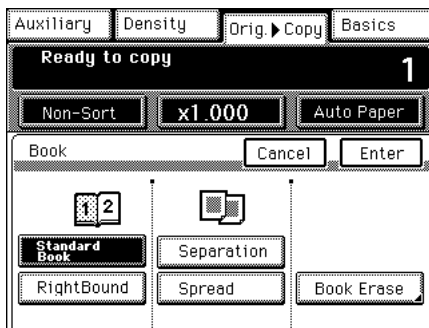 Auxiliary Density Orig.▶Copy Basics
Ready to copy
1
Non-Sort x1.000 Auto Paper
Book Cancel Enter
1 2
Standard Book Separation
RightBound Spread Book Erase